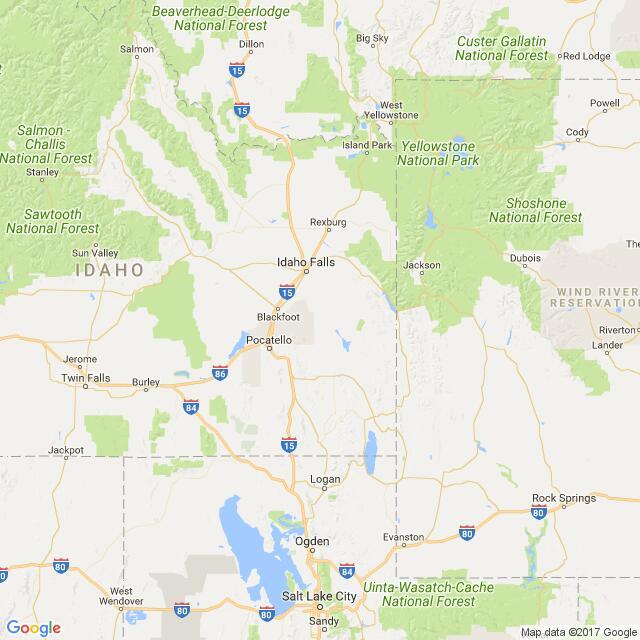 Beaverhead-Deerlodge
National Forest
Salmon
Dillon
Big Sky
Custer Gallatin
National Forest
Red Lodge
15
15
West
Yellowstone
Powell
Cody
Salmon -
Challis
National Forest
Stanley
Island Park
Yellowstone
National Park
Shoshone
National Forest
Sawtooth
National Forest
Rexburg
Sun Valley
IDAHO
Idaho Falls
Jackson
Dubois
15
WIND RIVER
RESERVATION
Blackfoot
Riverton
Lander
Pocatello
Jerome
Twin Falls
Burley
86
84
15
Jackpot
Logan
Rock Springs
80
80
Evanston
Ogden
80
80
84
Uinta-Wasatch-Cache
National Forest
West
Wendover
80
80
Salt Lake City
Sandy
Google
Map data ©2017 Google